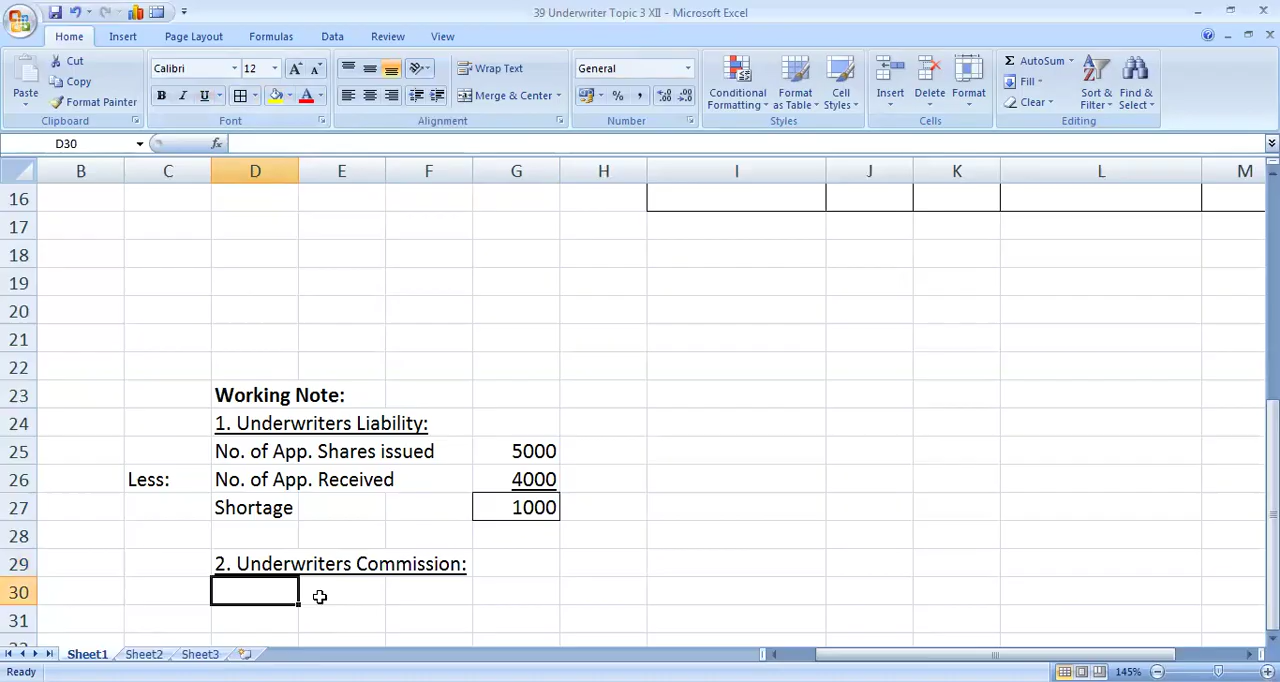 39 Underwriter Topic 3 XII - Microsoft Excel
Home Insert Page Layout Formulas Data Review View
Cut
Copy
Format Painter
Paste
Clipboard
Calibri 12
B I U
Font
Wrap Text
Merge & Center
Alignment
General
% ,
Number
Conditional Formatting
Format as Table
Cell Styles
Styles
Insert Delete Format
Cells
Σ AutoSum
Fill
Clear
Sort & Filter
Find & Select
Editing
D30 fx
B C D E F G H I J K L M
16
17
18
19
20
21
22
23 Working Note:
24 1. Underwriters Liability:
25 No. of App. Shares issued 5000
26 Less: No. of App. Received 4000
27 Shortage 1000
28
29 2. Underwriters Commission:
30
31
Sheet1 Sheet2 Sheet3
Ready 145%